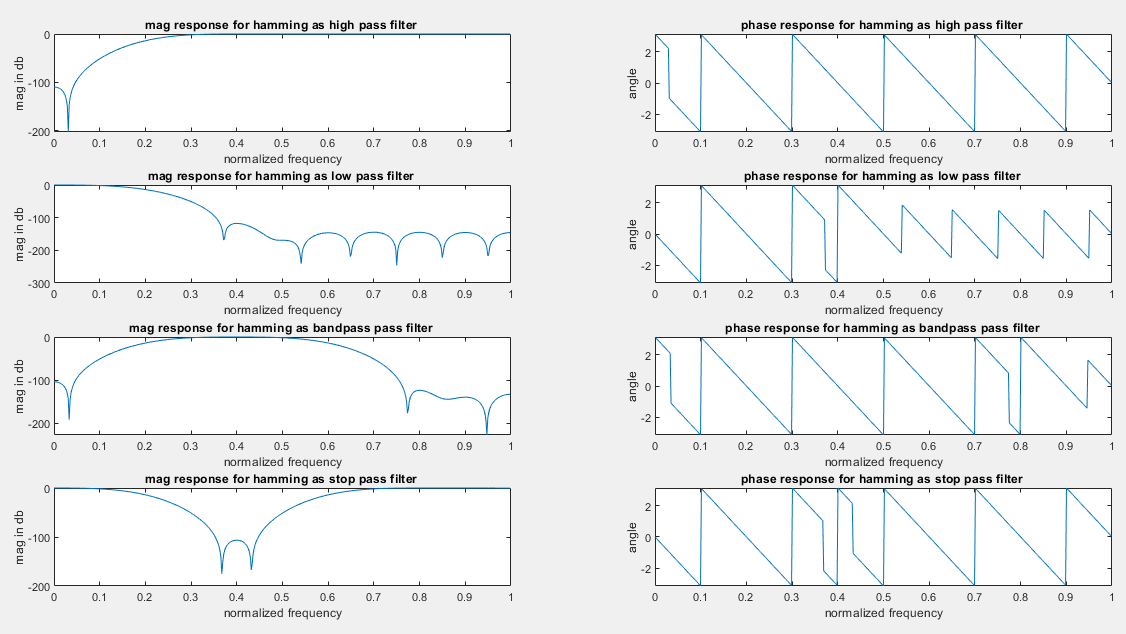 mag response for hamming as high pass filter
mag in db
0
-100
-200
0 0.1 0.2 0.3 0.4 0.5 0.6 0.7 0.8 0.9 1
normalized frequency
phase response for hamming as high pass filter
angle
2
0
-2
0 0.1 0.2 0.3 0.4 0.5 0.6 0.7 0.8 0.9 1
normalized frequency
mag response for hamming as low pass filter
mag in db
0
-100
-200
-300
0 0.1 0.2 0.3 0.4 0.5 0.6 0.7 0.8 0.9 1
normalized frequency
phase response for hamming as low pass filter
angle
2
0
-2
0 0.1 0.2 0.3 0.4 0.5 0.6 0.7 0.8 0.9 1
normalized frequency
mag response for hamming as bandpass pass filter
mag in db
0
-100
-200
0 0.1 0.2 0.3 0.4 0.5 0.6 0.7 0.8 0.9 1
normalized frequency
phase response for hamming as bandpass pass filter
angle
2
0
-2
0 0.1 0.2 0.3 0.4 0.5 0.6 0.7 0.8 0.9 1
normalized frequency
mag response for hamming as stop pass filter
mag in db
0
-100
-200
0 0.1 0.2 0.3 0.4 0.5 0.6 0.7 0.8 0.9 1
normalized frequency
phase response for hamming as stop pass filter
angle
2
0
-2
0 0.1 0.2 0.3 0.4 0.5 0.6 0.7 0.8 0.9 1
normalized frequency